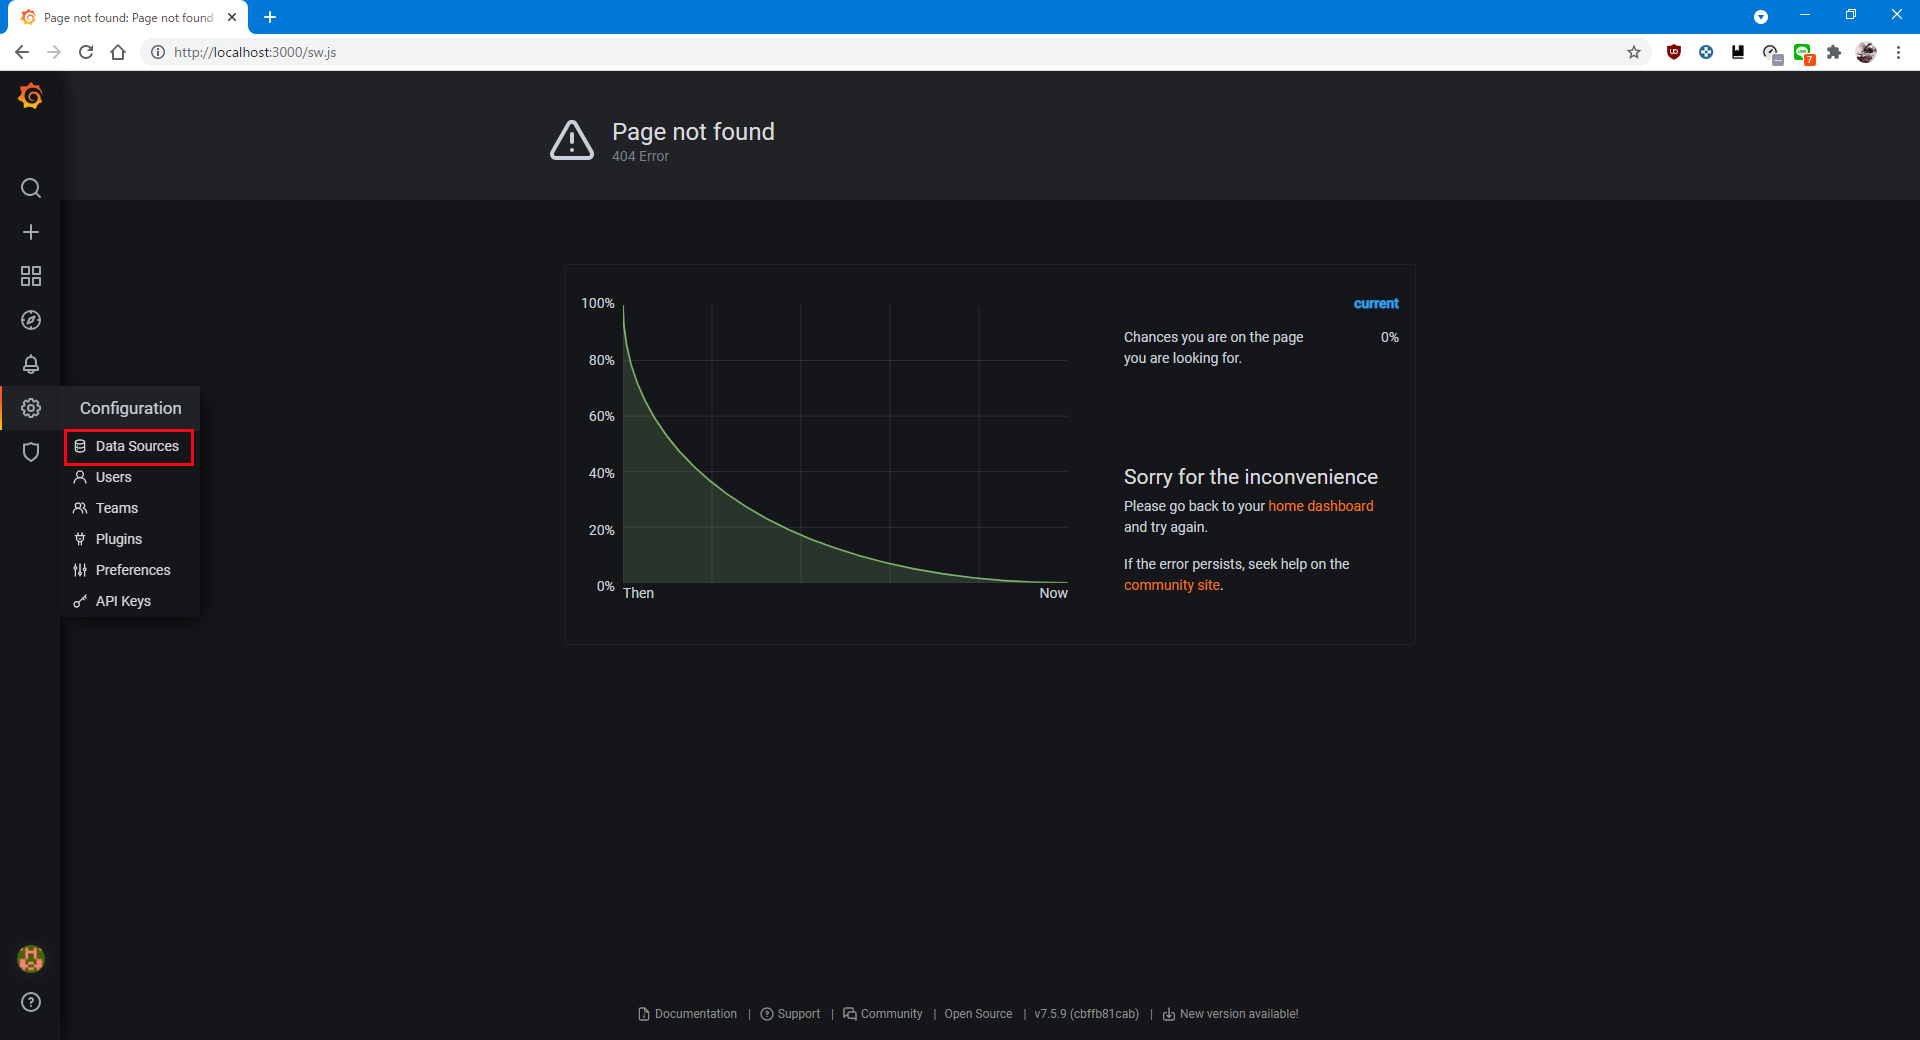 Page not found: Page not found
http://localhost:3000/sw.js
UD
7
Page not found
404 Error
Configuration
Data Sources
Users
Teams
Plugins
Preferences
API Keys
100%
80%
60%
40%
20%
0%
Then
Now
current
Chances you are on the page
you are looking for.
0%
Sorry for the inconvenience
Please go back to your home dashboard
and try again.
If the error persists, seek help on the
community site.
Documentation | Support | Community | Open Source | v7.5.9 (cbffb81cab) | New version available!